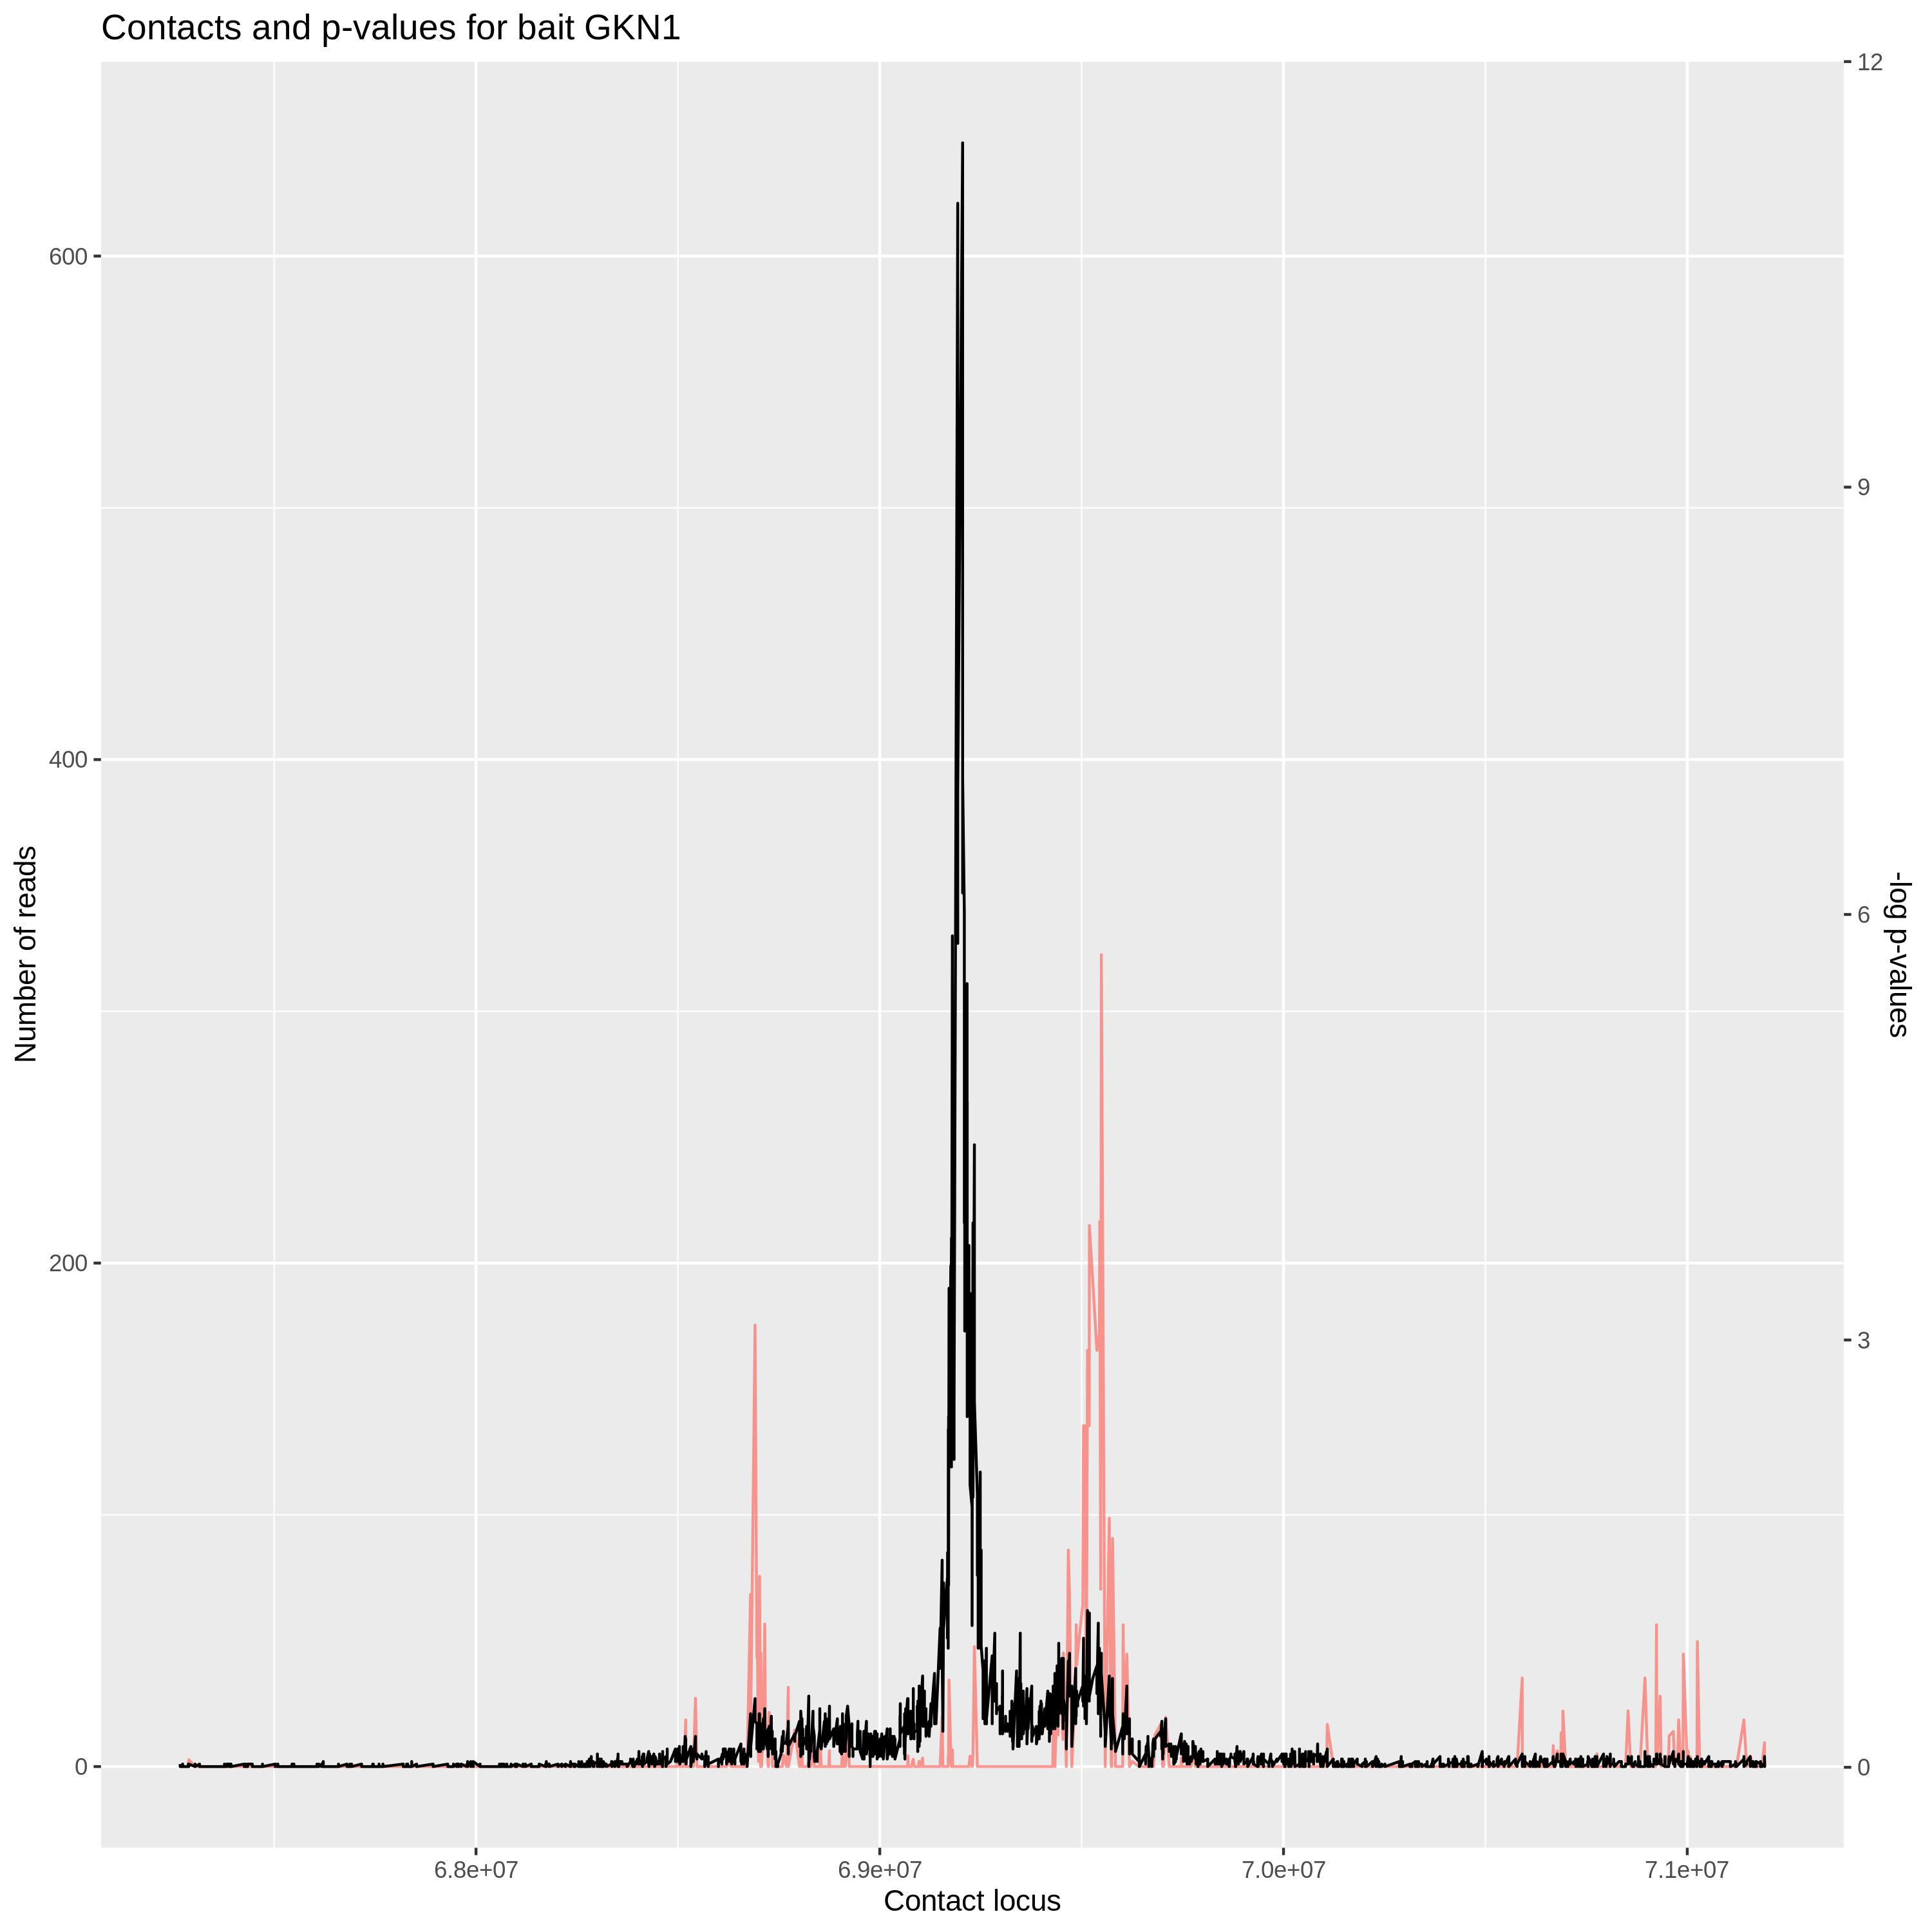 Contacts and p-values for bait GKN1
12
600
9
400
Number of reads
6
-log p-values
200
3
0
0
6.8e+07
6.9e+07
7.0e+07
7.1e+07
Contact locus